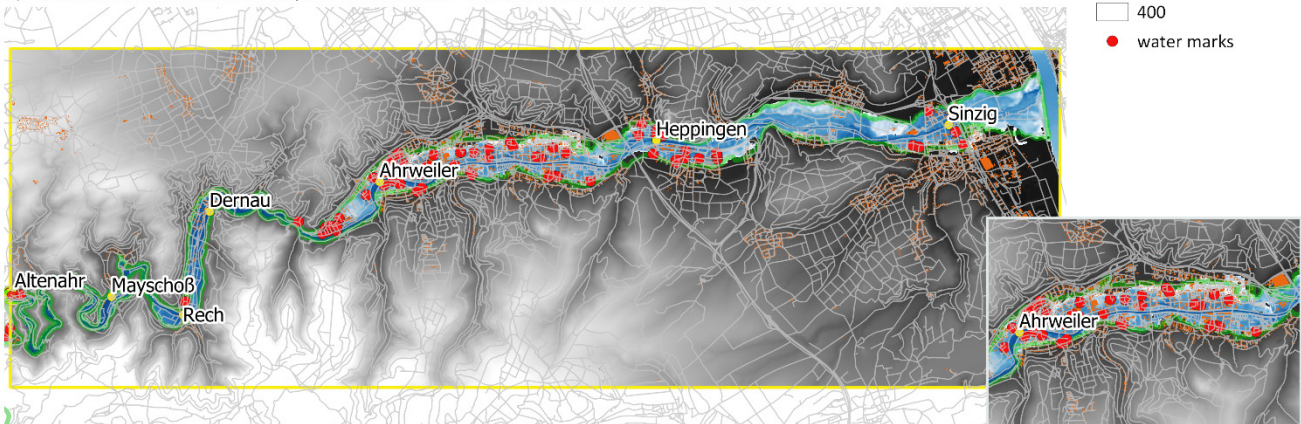 400
water marks
Sinzig
Heppingen
Ahrweiler
Dernau
Altenahr
Mayschoß
Rech
Ahrweiler